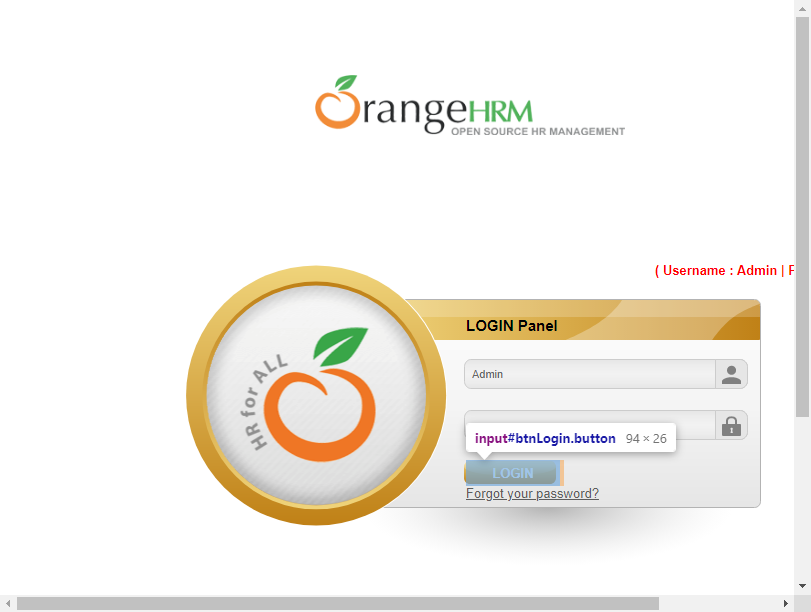 OrangeHRM
OPEN SOURCE HR MANAGEMENT
( Username : Admin |
LOGIN Panel
HR for ALL
Admin
input#btnLogin.button 94 × 26
LOGIN
Forgot your password?